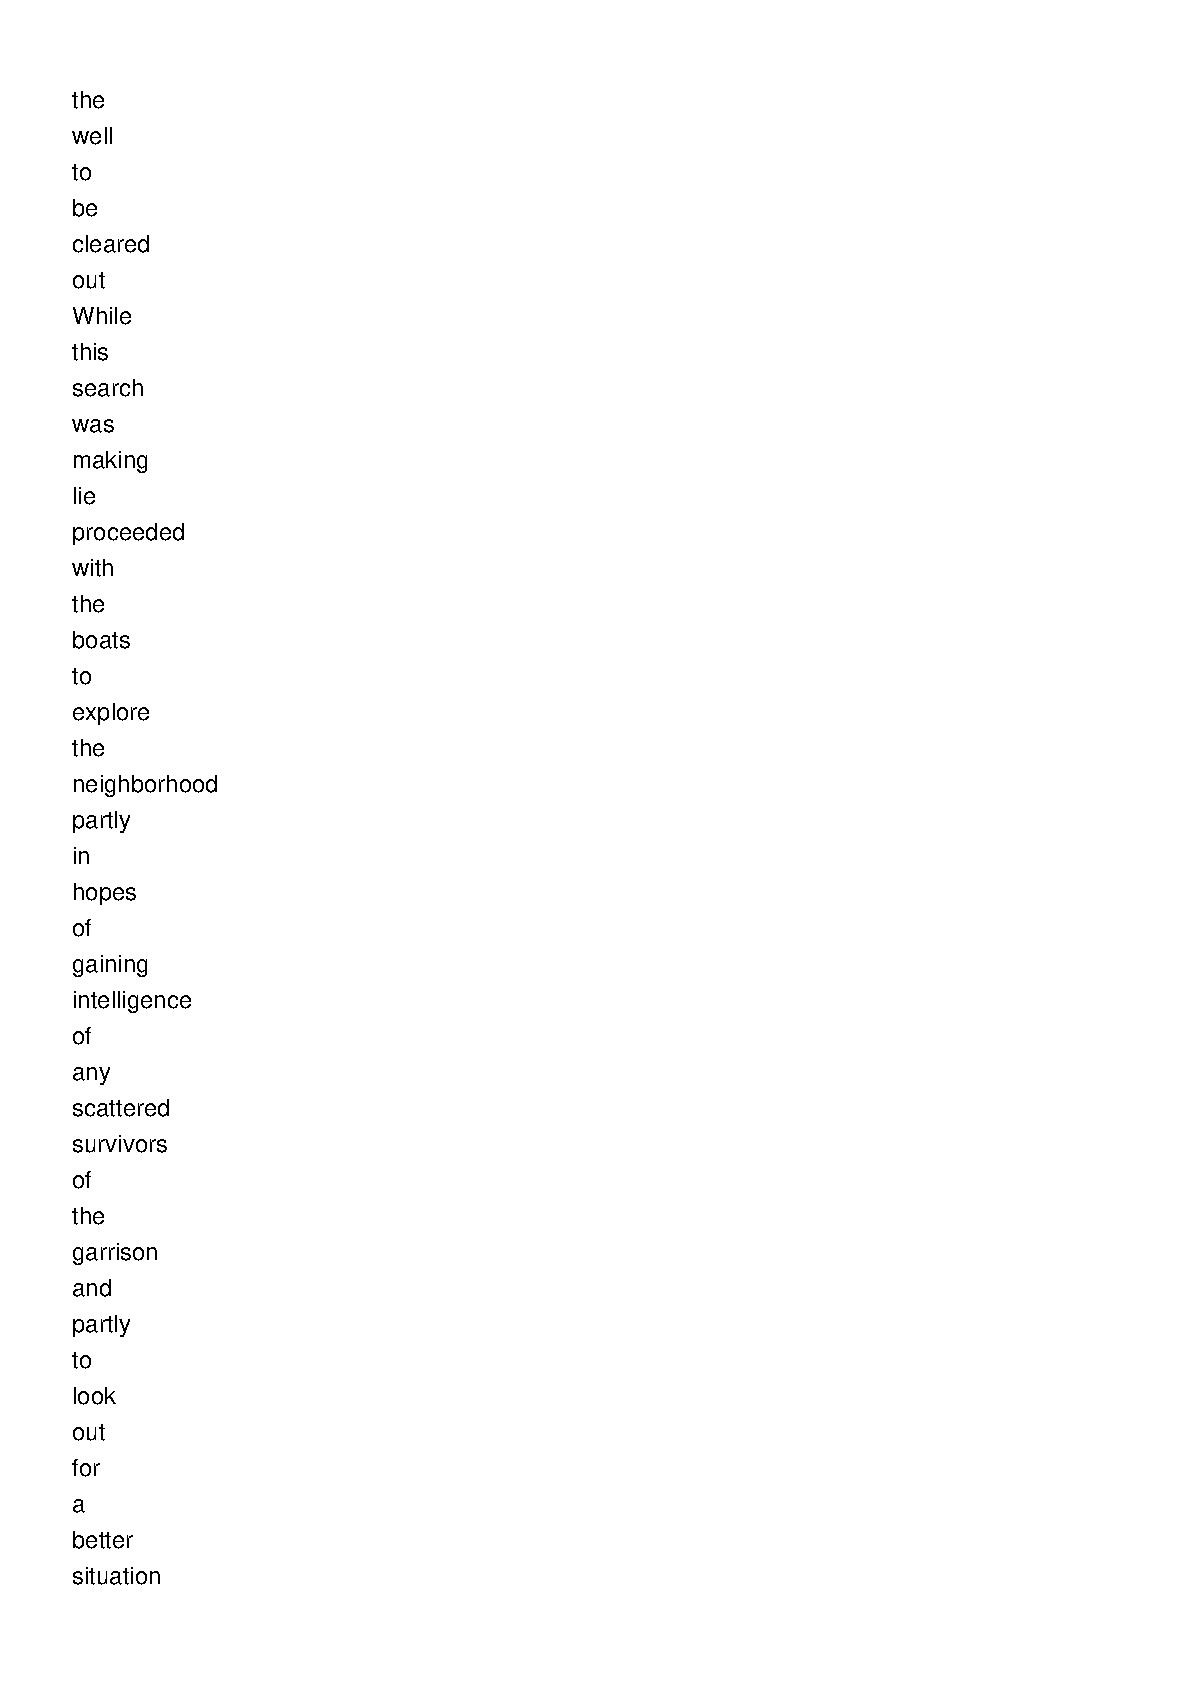 the
well
to
be
cleared
out
While
this
search
was
making
lie
proceeded
with
the
boats
to
explore
the
neighborhood
partly
in
hopes
of
gaining
intelligence
of
any
scattered
survivors
of
the
garrison
and
partly
to
look
out
for
a
better
situation